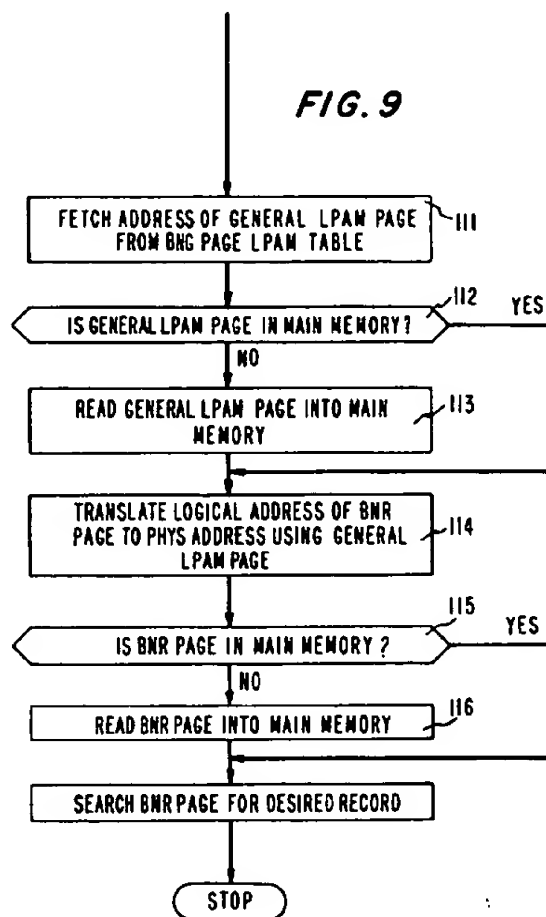 FIG. 9
FETCH ADDRESS OF GENERAL LPAM PAGE
FROM BNG PAGE LPAM TABLE
111
IS GENERAL LPAM PAGE IN MAIN MEMORY?
112
YES
NO
READ GENERAL LPAM PAGE INTO MAIN
MEMORY
113
TRANSLATE LOGICAL ADDRESS OF BNR
PAGE TO PHYS ADDRESS USING GENERAL
LPAM PAGE
114
IS BNR PAGE IN MAIN MEMORY?
115
YES
NO
READ BNR PAGE INTO MAIN MEMORY
116
SEARCH BNR PAGE FOR DESIRED RECORD
STOP